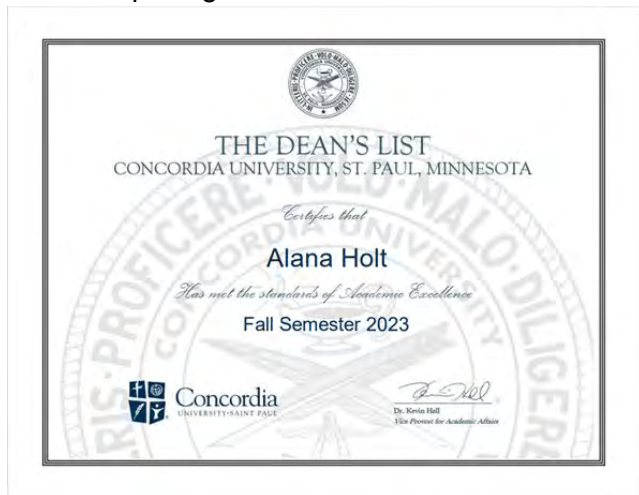 THE DEAN'S LIST
CONCORDIA UNIVERSITY, ST. PAUL, MINNESOTA
Certifies that
Alana Holt
Has met the standards of Academic Excellence
Fall Semester 2023
Concordia
UNIVERSITY·SAINT PAUL
Dr. Kevin Hall
Vice Provost for Academic Affairs